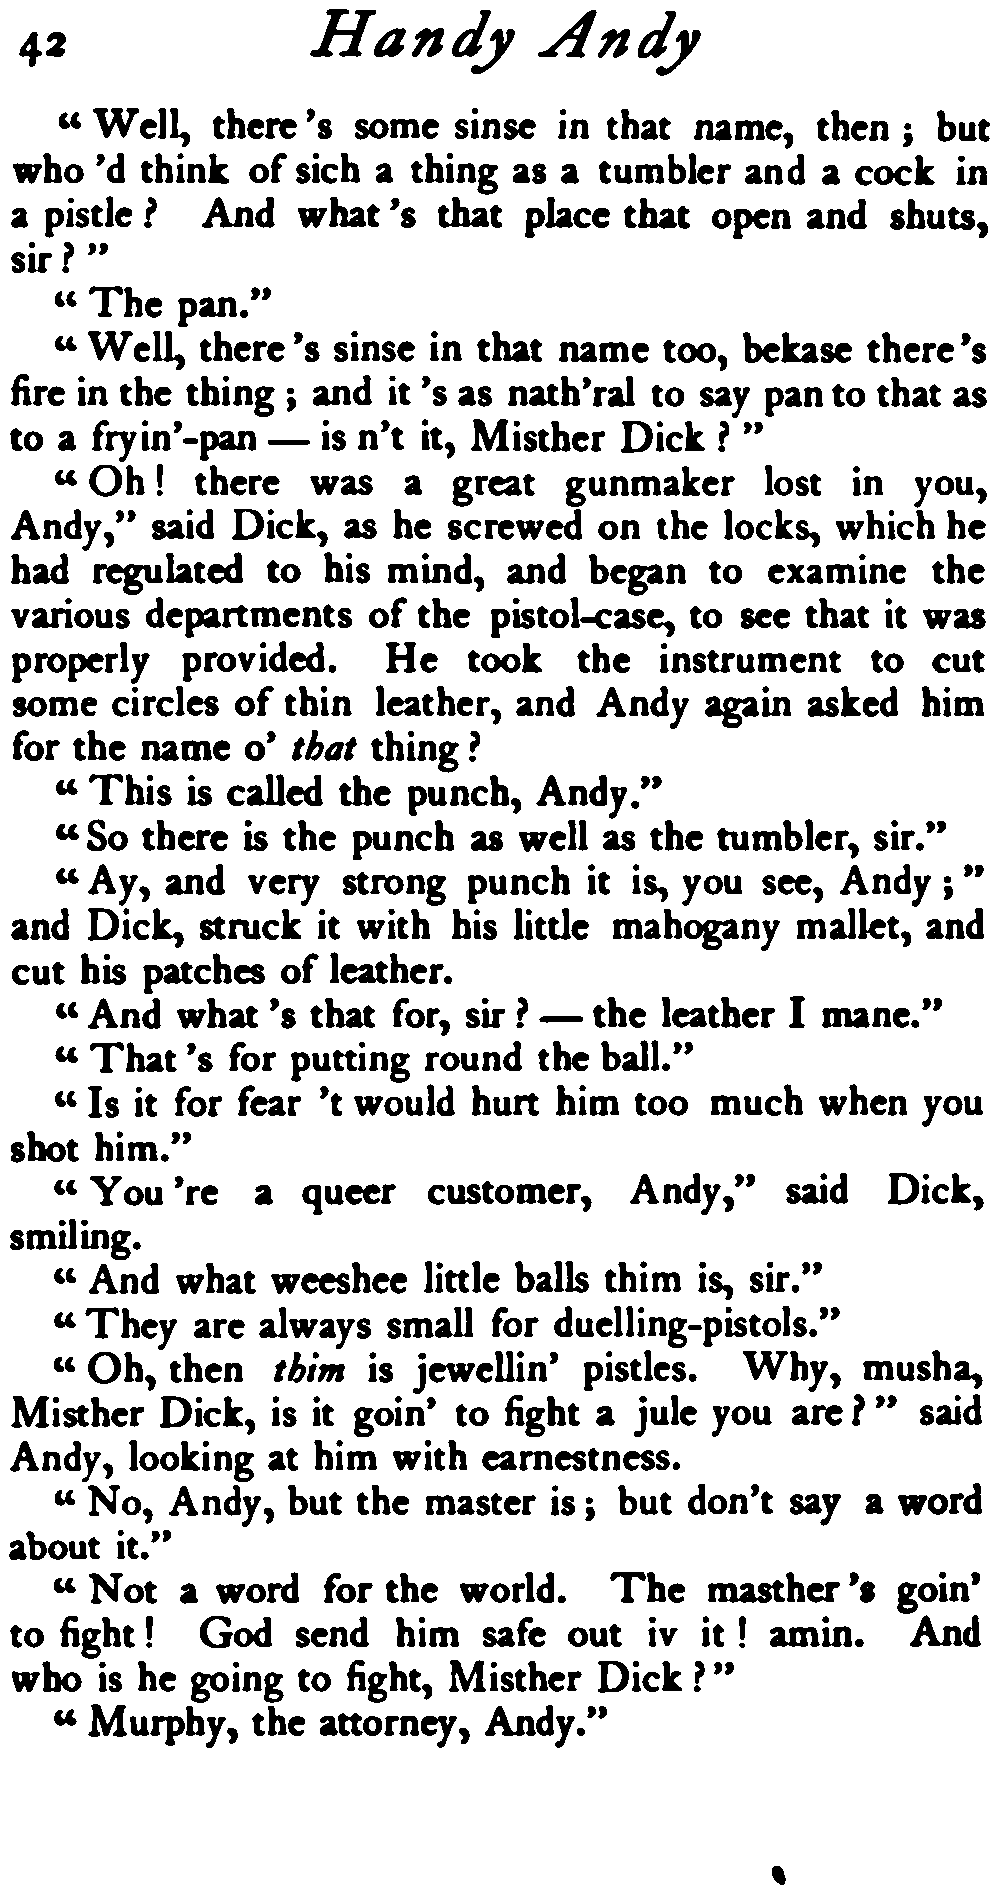 42 Handy Andy
“ Well, there 's some sinse in that name, then ; but
who 'd think of sich a thing as a tumbler and a cock in
a pistle ? And what 's that place that open and shuts,
sir ? ”
“ The pan.”
“ Well, there 's sinse in that name too, bekase there 's
fire in the thing ; and it 's as nath'ral to say pan to that as
to a fryin'-pan — is n't it, Misther Dick ? ”
“ Oh ! there was a great gunmaker lost in you,
Andy,” said Dick, as he screwed on the locks, which he
had regulated to his mind, and began to examine the
various departments of the pistol-case, to see that it was
properly provided. He took the instrument to cut
some circles of thin leather, and Andy again asked him
for the name o' that thing ?
“ This is called the punch, Andy.”
“ So there is the punch as well as the tumbler, sir.”
“ Ay, and very strong punch it is, you see, Andy ; ”
and Dick, struck it with his little mahogany mallet, and
cut his patches of leather.
“ And what 's that for, sir ? — the leather I mane.”
“ That 's for putting round the ball.”
“ Is it for fear 't would hurt him too much when you
shot him.”
“ You 're a queer customer, Andy,” said Dick,
smiling.
“ And what weeshee little balls thim is, sir.”
“ They are always small for duelling-pistols.”
“ Oh, then thim is jewellin' pistles. Why, musha,
Misther Dick, is it goin' to fight a jule you are ? ” said
Andy, looking at him with earnestness.
“ No, Andy, but the master is ; but don't say a word
about it.”
“ Not a word for the world. The masther 's goin'
to fight ! God send him safe out iv it ! amin. And
who is he going to fight, Misther Dick ? ”
“ Murphy, the attorney, Andy.”